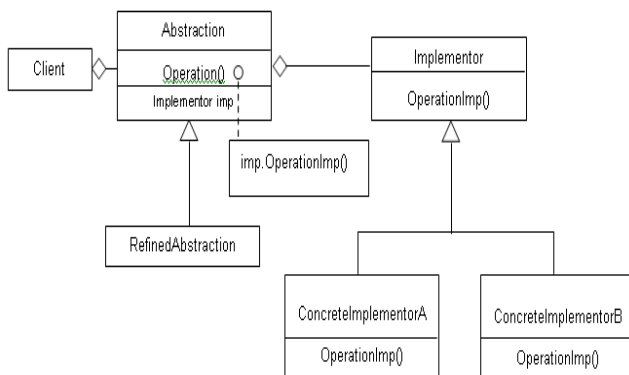 Abstraction
Client
Operation()
Implementor imp
Implementor
OperationImp()
imp.OperationImp()
RefinedAbstraction
ConcreteImplementorA
OperationImp()
ConcreteImplementorB
OperationImp()